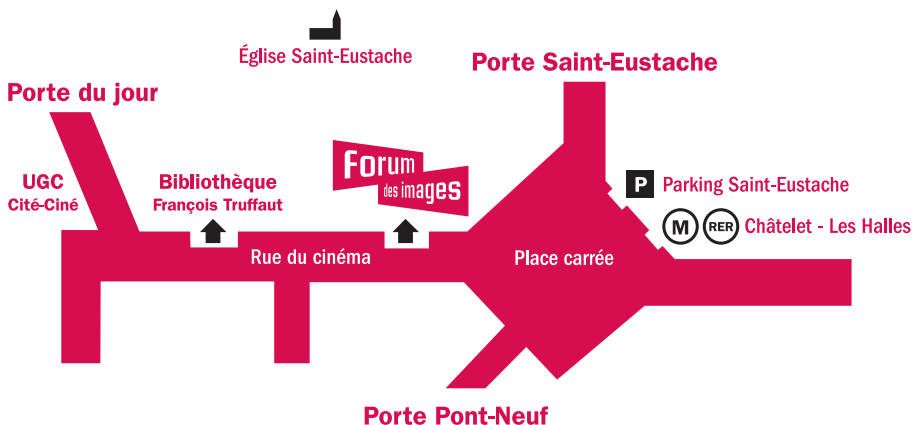 Église Saint-Eustache
Porte Saint-Eustache
Porte du jour
UGC
Cité-Ciné
Bibliothèque
François Truffaut
Forum
des images
P Parking Saint-Eustache
M RER Châtelet - Les Halles
Rue du cinéma
Place carrée
Porte Pont-Neuf